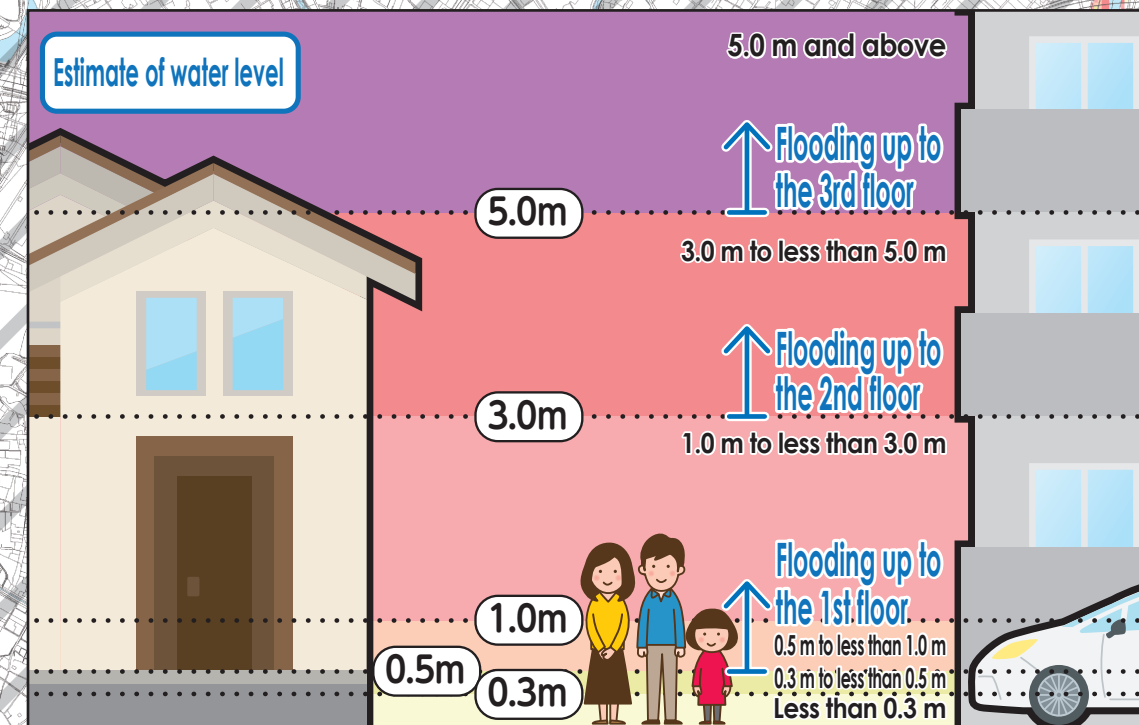 Estimate of water level
5.0 m and above
Flooding up to
the 3rd floor
5.0m
3.0 m to less than 5.0 m
Flooding up to
the 2nd floor
3.0m
1.0 m to less than 3.0 m
Flooding up to
the 1st floor
1.0m
0.5 m to less than 1.0 m
0.5m
0.3 m to less than 0.5 m
0.3m
Less than 0.3 m